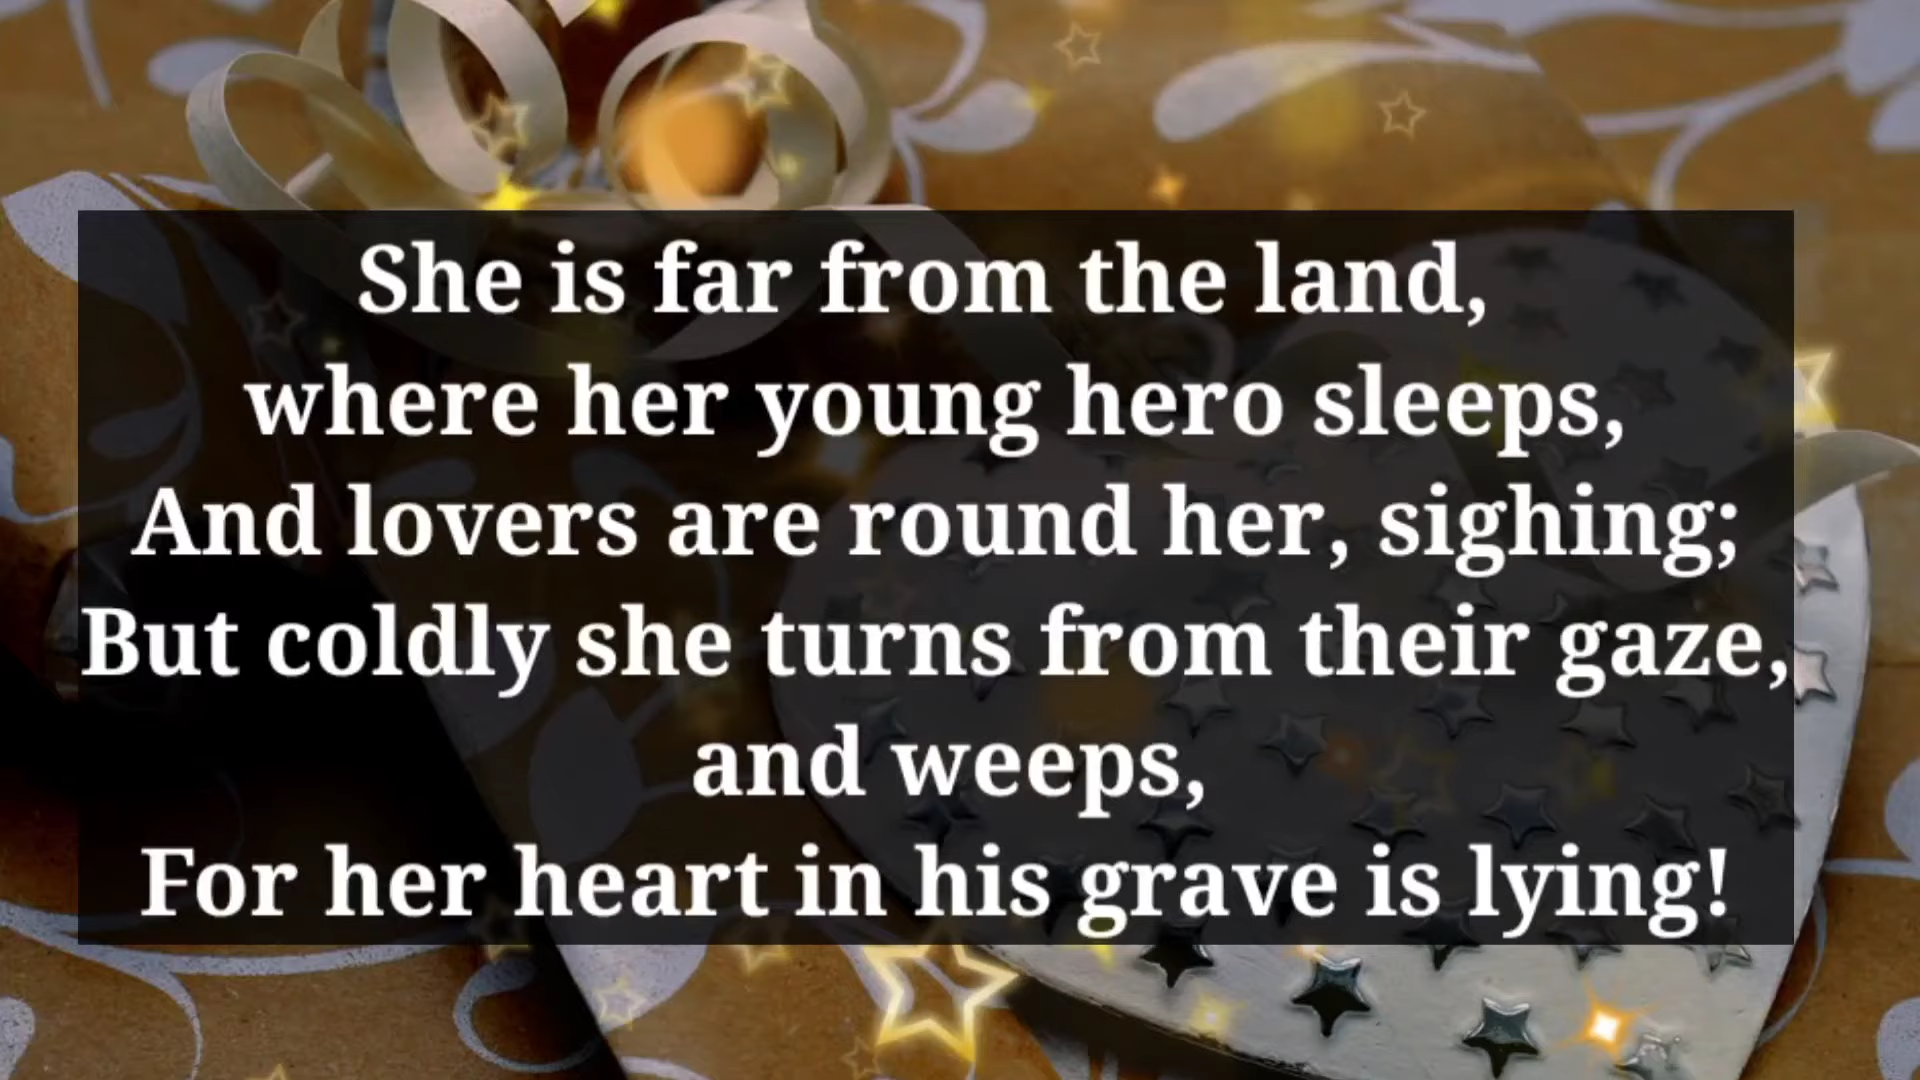 She is far from the land,
where her young hero sleeps,
And lovers are round her, sighing;
But coldly she turns from their gaze,
and weeps,
For her heart in his grave is lying!